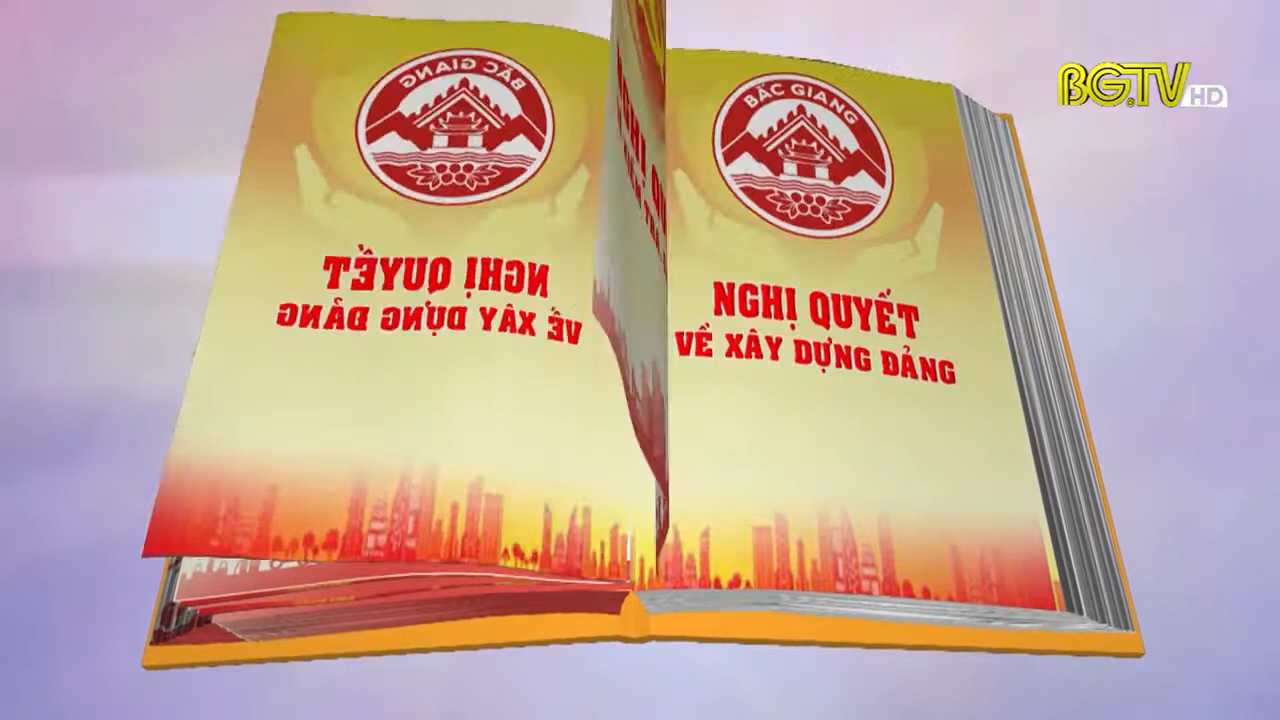 BGTV HD
BẮC GIANG
NGHỊ QUYẾT
VỀ XÂY DỰNG ĐẢNG
BẮC GIANG
NGHỊ QUYẾT
VỀ XÂY DỰNG ĐẢNG